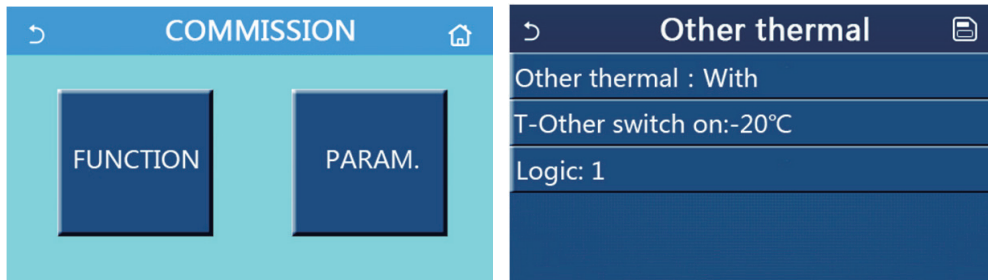 COMMISSION
FUNCTION
PARAM.
Other thermal
Other thermal : With
T-Other switch on:-20℃
Logic: 1